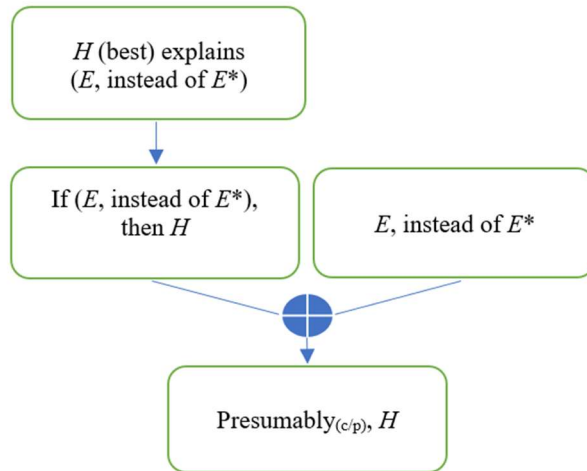 H (best) explains
(E, instead of E*)
If (E, instead of E*),
then H
E, instead of E*
Presumably(c/p), H